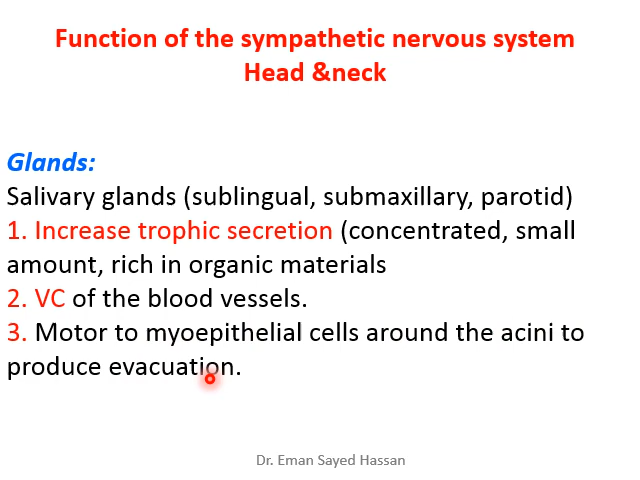 Function of the sympathetic nervous system
Head &neck
Glands:
Salivary glands (sublingual, submaxillary, parotid)
1. Increase trophic secretion (concentrated, small
amount, rich in organic materials
2. VC of the blood vessels.
3. Motor to myoepithelial cells around the acini to
produce evacuation.
Dr. Eman Sayed Hassan